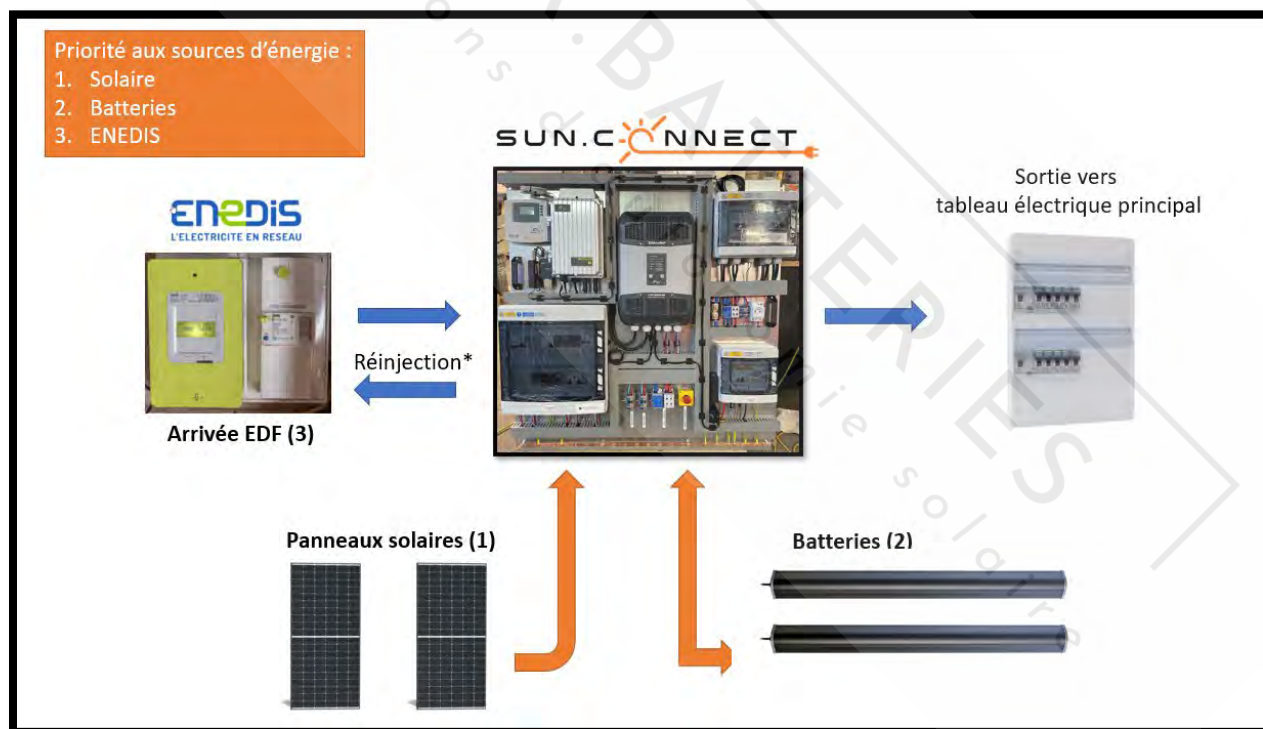 Priorité aux sources d'énergie :
1. Solaire
2. Batteries
3. ENEDIS
SUN.CONNECT
ENEDIS
L'ELECTRICITE EN RESEAU
Sortie vers
tableau électrique principal
Réinjection*
Arrivée EDF (3)
Panneaux solaires (1)
Batteries (2)
.BATTERIES